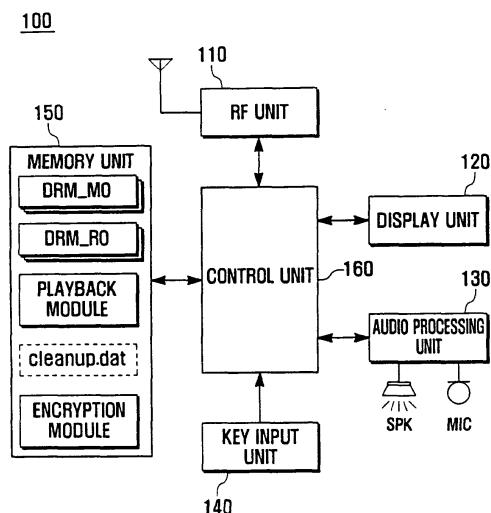 100
110
RF UNIT
150
MEMORY UNIT
DRM_MO
DRM_RO
PLAYBACK
MODULE
cleanup.dat
ENCRYPTION
MODULE
CONTROL
UNIT
160
120
DISPLAY UNIT
130
AUDIO PROCESSING
UNIT
SPK
MIC
KEY INPUT
UNIT
140